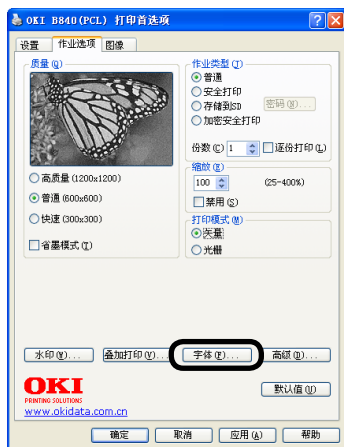 OKI B840(PCL) 打印首选项
设置 作业选项 图像
质量(Q)
高质量(1200x1200)
普通(600x600)
快速(300x300)
省墨模式(T)
作业类型(J)
普通
安全打印
存储到SD
密码(N)...
加密安全打印
份数(C) 1 逐份打印(L)
缩放(E)
100 (25-400%)
禁用(S)
打印模式(M)
矢量
光栅
水印(W)... 叠加打印(V)... 字体(F)... 高级(D)...
OKI
PRINTING SOLUTIONS
www.okidata.com.cn
默认值(U)
确定 取消 应用(A) 帮助